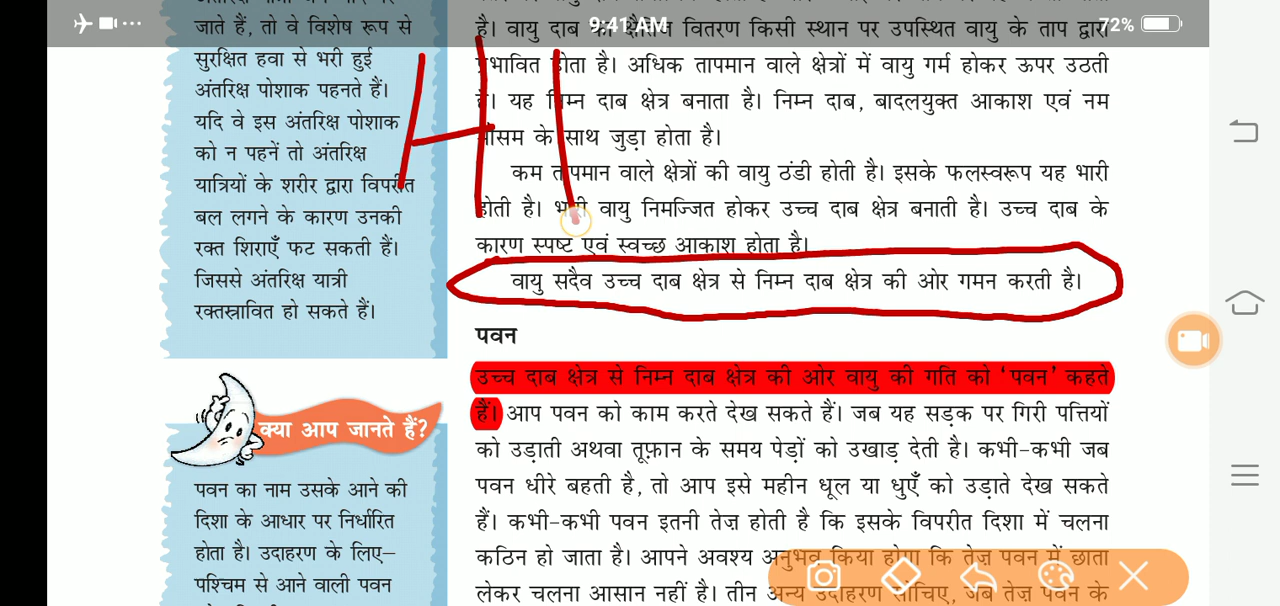 जाते हैं, तो वे विशेष रूप से
सुरक्षित हवा से भरी हुई
अंतरिक्ष पोशाक पहनते हैं।
यदि वे इस अंतरिक्ष पोशाक
को न पहनें तो अंतरिक्ष
यात्रियों के शरीर द्वारा विपरीत
बल लगने के कारण उनकी
रक्त शिराएँ फट सकती हैं।
जिससे अंतरिक्ष यात्री
रक्तस्रावित हो सकते हैं।
क्या आप जानते हैं?
पवन का नाम उसके आने की
दिशा के आधार पर निर्धारित
होता है। उदाहरण के लिए–
पश्चिम से आने वाली पवन
9:41 AM
72%
है। वायु दाब का क्षैतिज वितरण किसी स्थान पर उपस्थित वायु के ताप द्वारा
प्रभावित होता है। अधिक तापमान वाले क्षेत्रों में वायु गर्म होकर ऊपर उठती
है। यह निम्न दाब क्षेत्र बनाता है। निम्न दाब, बादलयुक्त आकाश एवं नम
मौसम के साथ जुड़ा होता है।
कम तापमान वाले क्षेत्रों की वायु ठंडी होती है। इसके फलस्वरूप यह भारी
होती है। भारी वायु निमज्जित होकर उच्च दाब क्षेत्र बनाती है। उच्च दाब के
कारण स्पष्ट एवं स्वच्छ आकाश होता है।
वायु सदैव उच्च दाब क्षेत्र से निम्न दाब क्षेत्र की ओर गमन करती है।
पवन
उच्च दाब क्षेत्र से निम्न दाब क्षेत्र की ओर वायु की गति को ‘पवन’ कहते
हैं। आप पवन को काम करते देख सकते हैं। जब यह सड़क पर गिरी पत्तियों
को उड़ाती अथवा तूफ़ान के समय पेड़ों को उखाड़ देती है। कभी–कभी जब
पवन धीरे बहती है, तो आप इसे महीन धूल या धुएँ को उड़ाते देख सकते
हैं। कभी–कभी पवन इतनी तेज़ होती है कि इसके विपरीत दिशा में चलना
कठिन हो जाता है। आपने अवश्य अनुभव किया होगा कि तेज़ पवन में छाता
लेकर चलना आसान नहीं है। तीन अन्य उदाहरण सोचिए, जब तेज़ पवन के